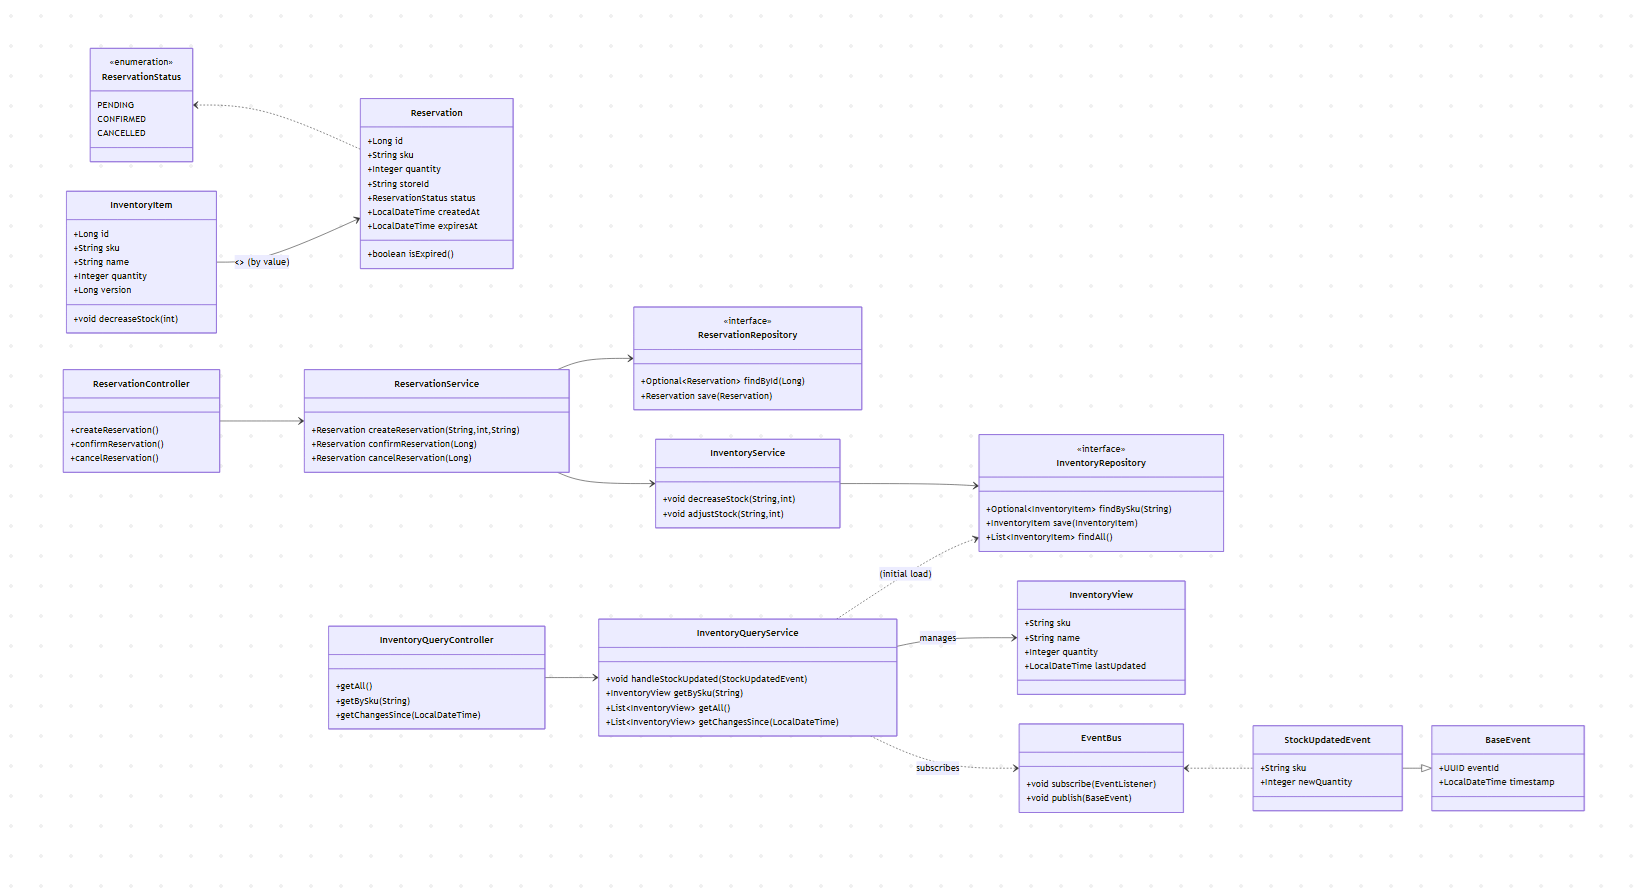 «enumeration»
ReservationStatus
PENDING
CONFIRMED
CANCELLED
Reservation
+Long id
+String sku
+Integer quantity
+String storeId
+ReservationStatus status
+LocalDateTime createdAt
+LocalDateTime expiresAt
+boolean isExpired()
InventoryItem
+Long id
+String sku
+String name
+Integer quantity
+Long version
+void decreaseStock(int)
<> (by value)
«interface»
ReservationRepository
+Optional<Reservation> findById(Long)
+Reservation save(Reservation)
ReservationController
+createReservation()
+confirmReservation()
+cancelReservation()
ReservationService
+Reservation createReservation(String,int,String)
+Reservation confirmReservation(Long)
+Reservation cancelReservation(Long)
InventoryService
+void decreaseStock(String,int)
+void adjustStock(String,int)
«interface»
InventoryRepository
+Optional<InventoryItem> findBySku(String)
+InventoryItem save(InventoryItem)
+List<InventoryItem> findAll()
(initial load)
InventoryView
+String sku
+String name
+Integer quantity
+LocalDateTime lastUpdated
InventoryQueryController
+getAll()
+getBySku(String)
+getChangesSince(LocalDateTime)
InventoryQueryService
+void handleStockUpdated(StockUpdatedEvent)
+InventoryView getBySku(String)
+List<InventoryView> getAll()
+List<InventoryView> getChangesSince(LocalDateTime)
manages
subscribes
EventBus
+void subscribe(EventListener)
+void publish(BaseEvent)
StockUpdatedEvent
+String sku
+Integer newQuantity
BaseEvent
+UUID eventId
+LocalDateTime timestamp